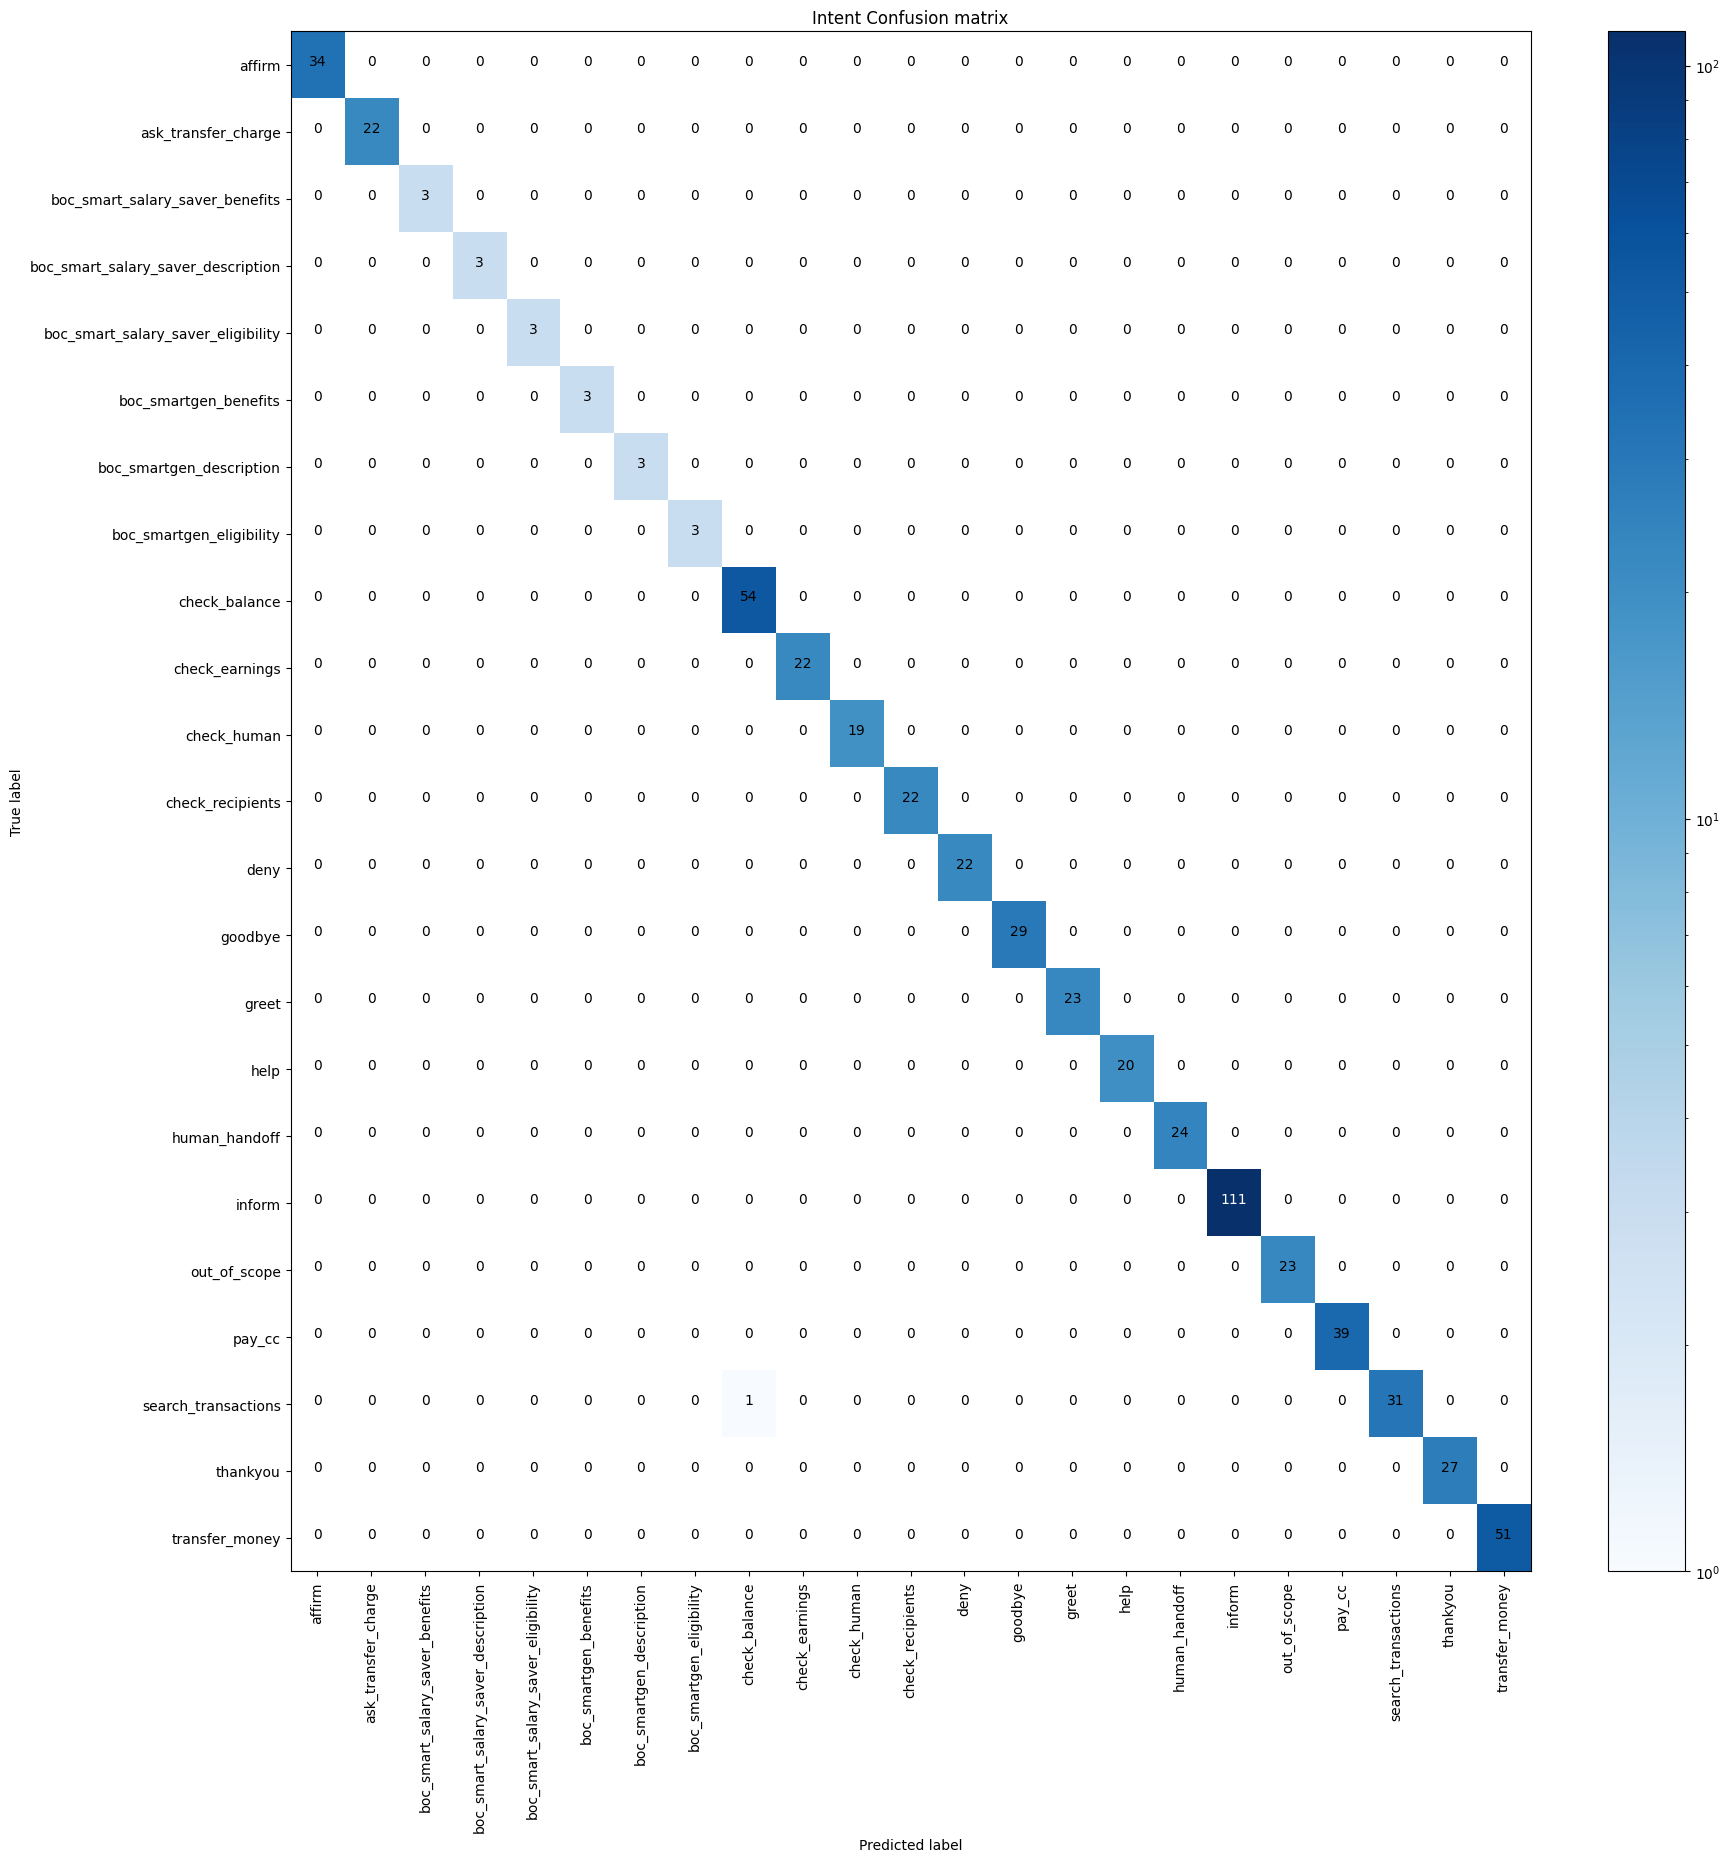 Intent Confusion matrix
affirm 34 0 0 0 0 0 0 0 0 0 0 0 0 0 0 0 0 0 0 0 0 0 0
ask_transfer_charge 0 22 0 0 0 0 0 0 0 0 0 0 0 0 0 0 0 0 0 0 0 0 0
boc_smart_salary_saver_benefits 0 0 3 0 0 0 0 0 0 0 0 0 0 0 0 0 0 0 0 0 0 0 0
boc_smart_salary_saver_description 0 0 0 3 0 0 0 0 0 0 0 0 0 0 0 0 0 0 0 0 0 0 0
boc_smart_salary_saver_eligibility 0 0 0 0 3 0 0 0 0 0 0 0 0 0 0 0 0 0 0 0 0 0 0
boc_smartgen_benefits 0 0 0 0 0 3 0 0 0 0 0 0 0 0 0 0 0 0 0 0 0 0 0
boc_smartgen_description 0 0 0 0 0 0 3 0 0 0 0 0 0 0 0 0 0 0 0 0 0 0 0
boc_smartgen_eligibility 0 0 0 0 0 0 0 3 0 0 0 0 0 0 0 0 0 0 0 0 0 0 0
check_balance 0 0 0 0 0 0 0 0 54 0 0 0 0 0 0 0 0 0 0 0 0 0 0
check_earnings 0 0 0 0 0 0 0 0 0 22 0 0 0 0 0 0 0 0 0 0 0 0 0
check_human 0 0 0 0 0 0 0 0 0 0 19 0 0 0 0 0 0 0 0 0 0 0 0
check_recipients 0 0 0 0 0 0 0 0 0 0 0 22 0 0 0 0 0 0 0 0 0 0 0
deny 0 0 0 0 0 0 0 0 0 0 0 0 22 0 0 0 0 0 0 0 0 0 0
goodbye 0 0 0 0 0 0 0 0 0 0 0 0 0 29 0 0 0 0 0 0 0 0 0
greet 0 0 0 0 0 0 0 0 0 0 0 0 0 0 23 0 0 0 0 0 0 0 0
help 0 0 0 0 0 0 0 0 0 0 0 0 0 0 0 20 0 0 0 0 0 0 0
human_handoff 0 0 0 0 0 0 0 0 0 0 0 0 0 0 0 0 24 0 0 0 0 0 0
inform 0 0 0 0 0 0 0 0 0 0 0 0 0 0 0 0 0 111 0 0 0 0 0
out_of_scope 0 0 0 0 0 0 0 0 0 0 0 0 0 0 0 0 0 0 23 0 0 0 0
pay_cc 0 0 0 0 0 0 0 0 0 0 0 0 0 0 0 0 0 0 0 39 0 0 0
search_transactions 0 0 0 0 0 0 0 0 1 0 0 0 0 0 0 0 0 0 0 0 31 0 0
thankyou 0 0 0 0 0 0 0 0 0 0 0 0 0 0 0 0 0 0 0 0 0 27 0
transfer_money 0 0 0 0 0 0 0 0 0 0 0 0 0 0 0 0 0 0 0 0 0 0 51
True label
affirm
ask_transfer_charge
boc_smart_salary_saver_benefits
boc_smart_salary_saver_description
boc_smart_salary_saver_eligibility
boc_smartgen_benefits
boc_smartgen_description
boc_smartgen_eligibility
check_balance
check_earnings
check_human
check_recipients
deny
goodbye
greet
help
human_handoff
inform
out_of_scope
pay_cc
search_transactions
thankyou
transfer_money
Predicted label
10²
10¹
10⁰